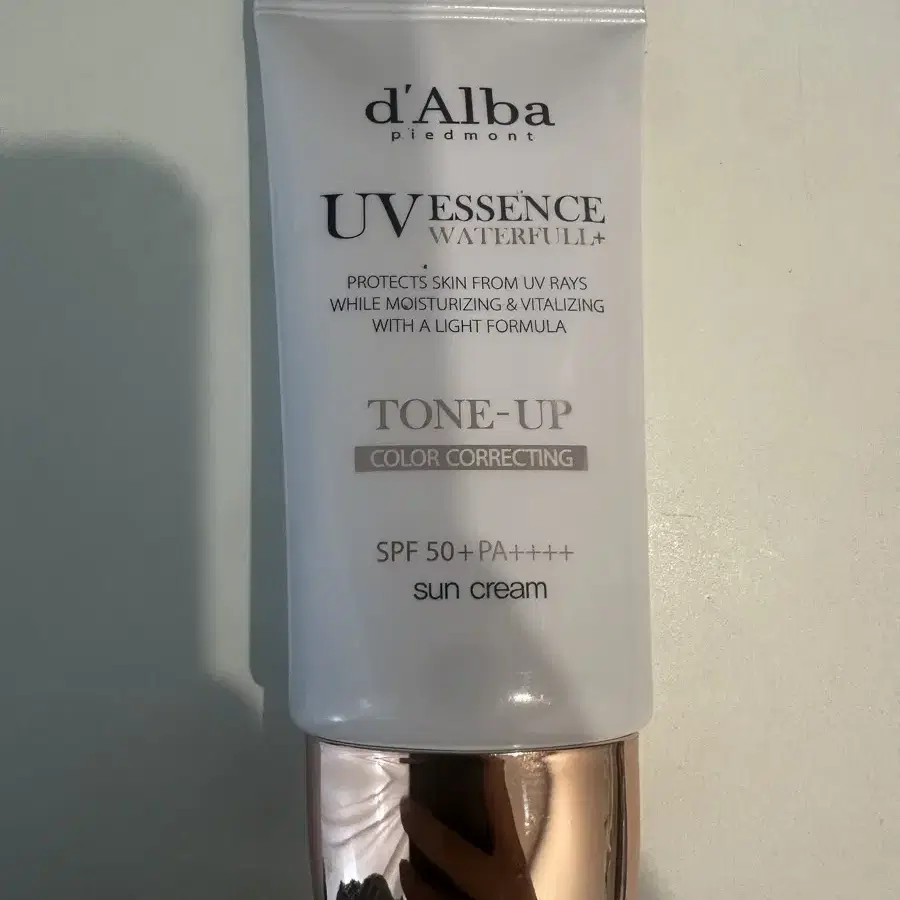 d'Alba
piedmont
UV ESSENCE
WATERFULL+
PROTECTS SKIN FROM UV RAYS
WHILE MOISTURIZING & VITALIZING
WITH A LIGHT FORMULA
TONE-UP
COLOR CORRECTING
SPF 50+PA++++
sun cream